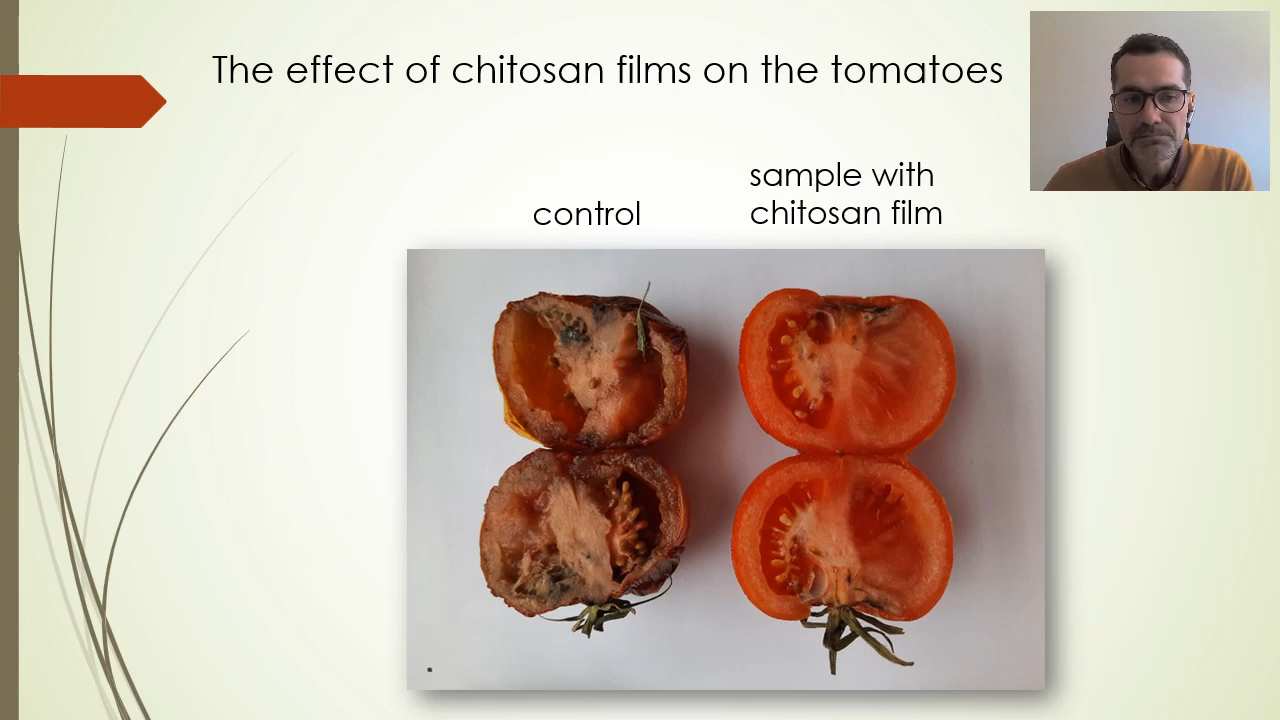 The effect of chitosan films on the tomatoes
control
sample with
chitosan film